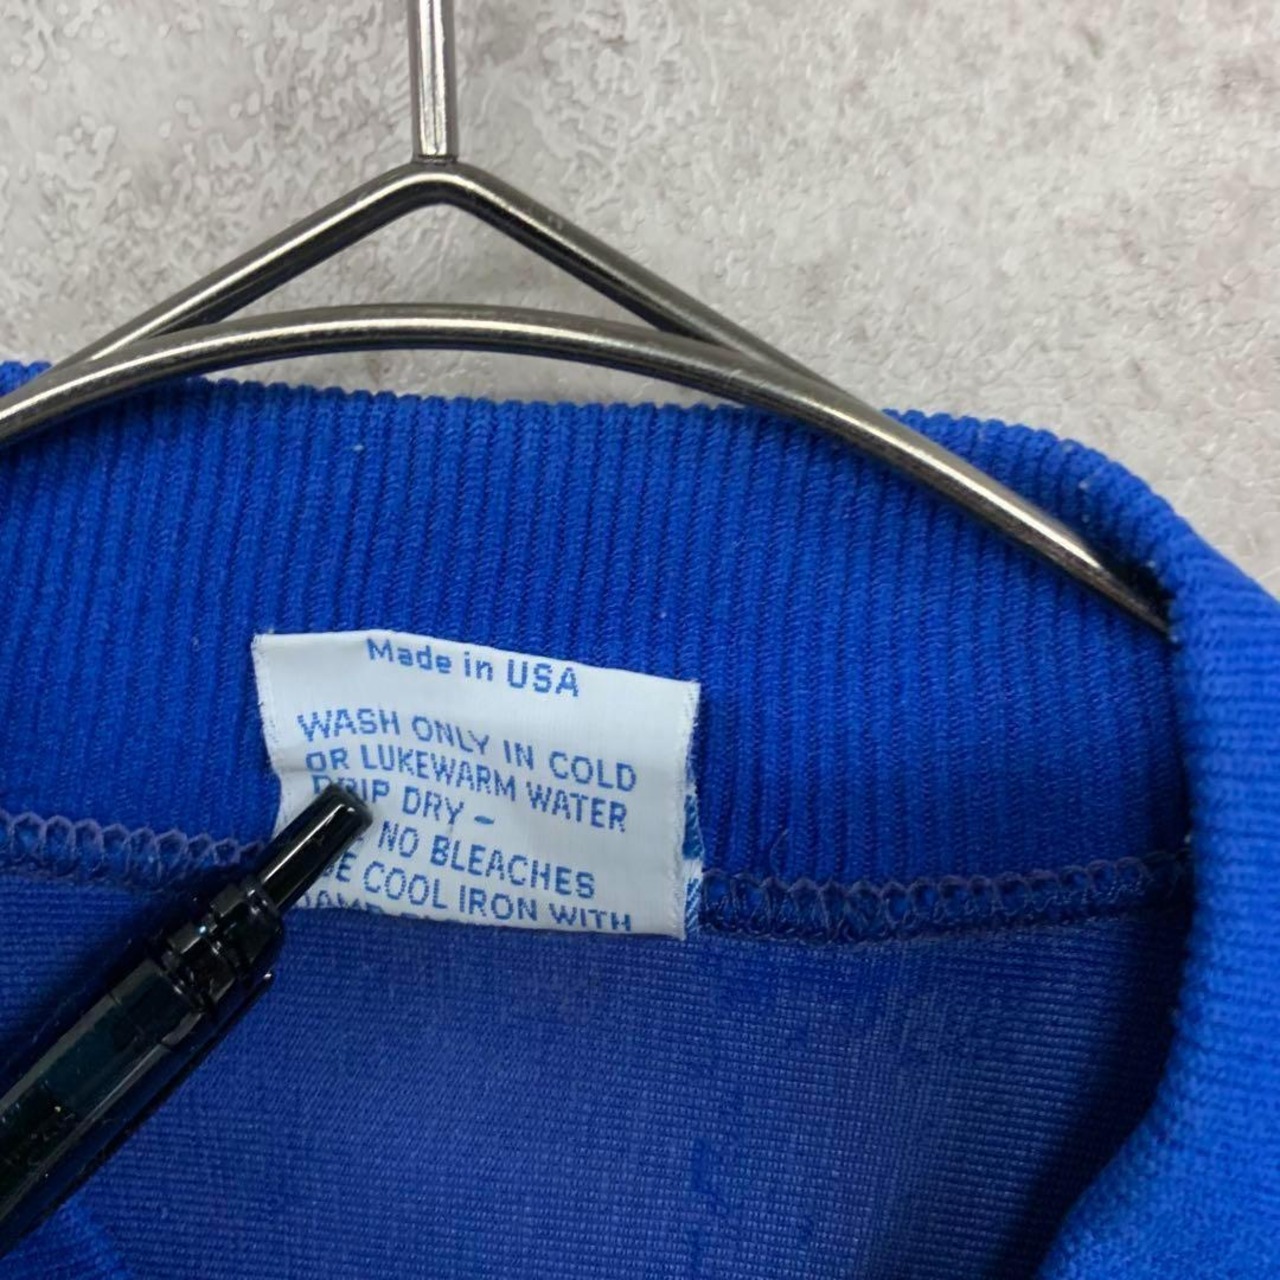 Made in USA
WASH ONLY IN COLD
OR LUKEWARM WATER
DRIP DRY -
NO BLEACHES
COOL IRON WITH